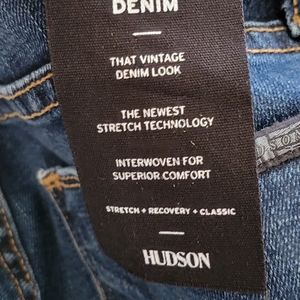 DENIM
THAT VINTAGE
DENIM LOOK
THE NEWEST
STRETCH TECHNOLOGY
INTERWOVEN FOR
SUPERIOR COMFORT
STRETCH + RECOVERY + CLASSIC
HUDSON